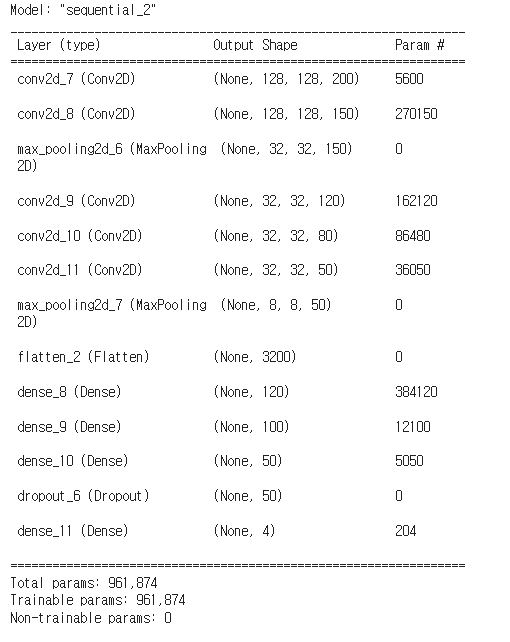 Model: "sequential_2"
_________________________________________________________________
Layer (type) Output Shape Param #
=================================================================
conv2d_7 (Conv2D) (None, 128, 128, 200) 5600
conv2d_8 (Conv2D) (None, 128, 128, 150) 270150
max_pooling2d_6 (MaxPooling (None, 32, 32, 150) 0
2D)
conv2d_9 (Conv2D) (None, 32, 32, 120) 162120
conv2d_10 (Conv2D) (None, 32, 32, 80) 86480
conv2d_11 (Conv2D) (None, 32, 32, 50) 36050
max_pooling2d_7 (MaxPooling (None, 8, 8, 50) 0
2D)
flatten_2 (Flatten) (None, 3200) 0
dense_8 (Dense) (None, 120) 384120
dense_9 (Dense) (None, 100) 12100
dense_10 (Dense) (None, 50) 5050
dropout_6 (Dropout) (None, 50) 0
dense_11 (Dense) (None, 4) 204
=================================================================
Total params: 961,874
Trainable params: 961,874
Non-trainable params: 0